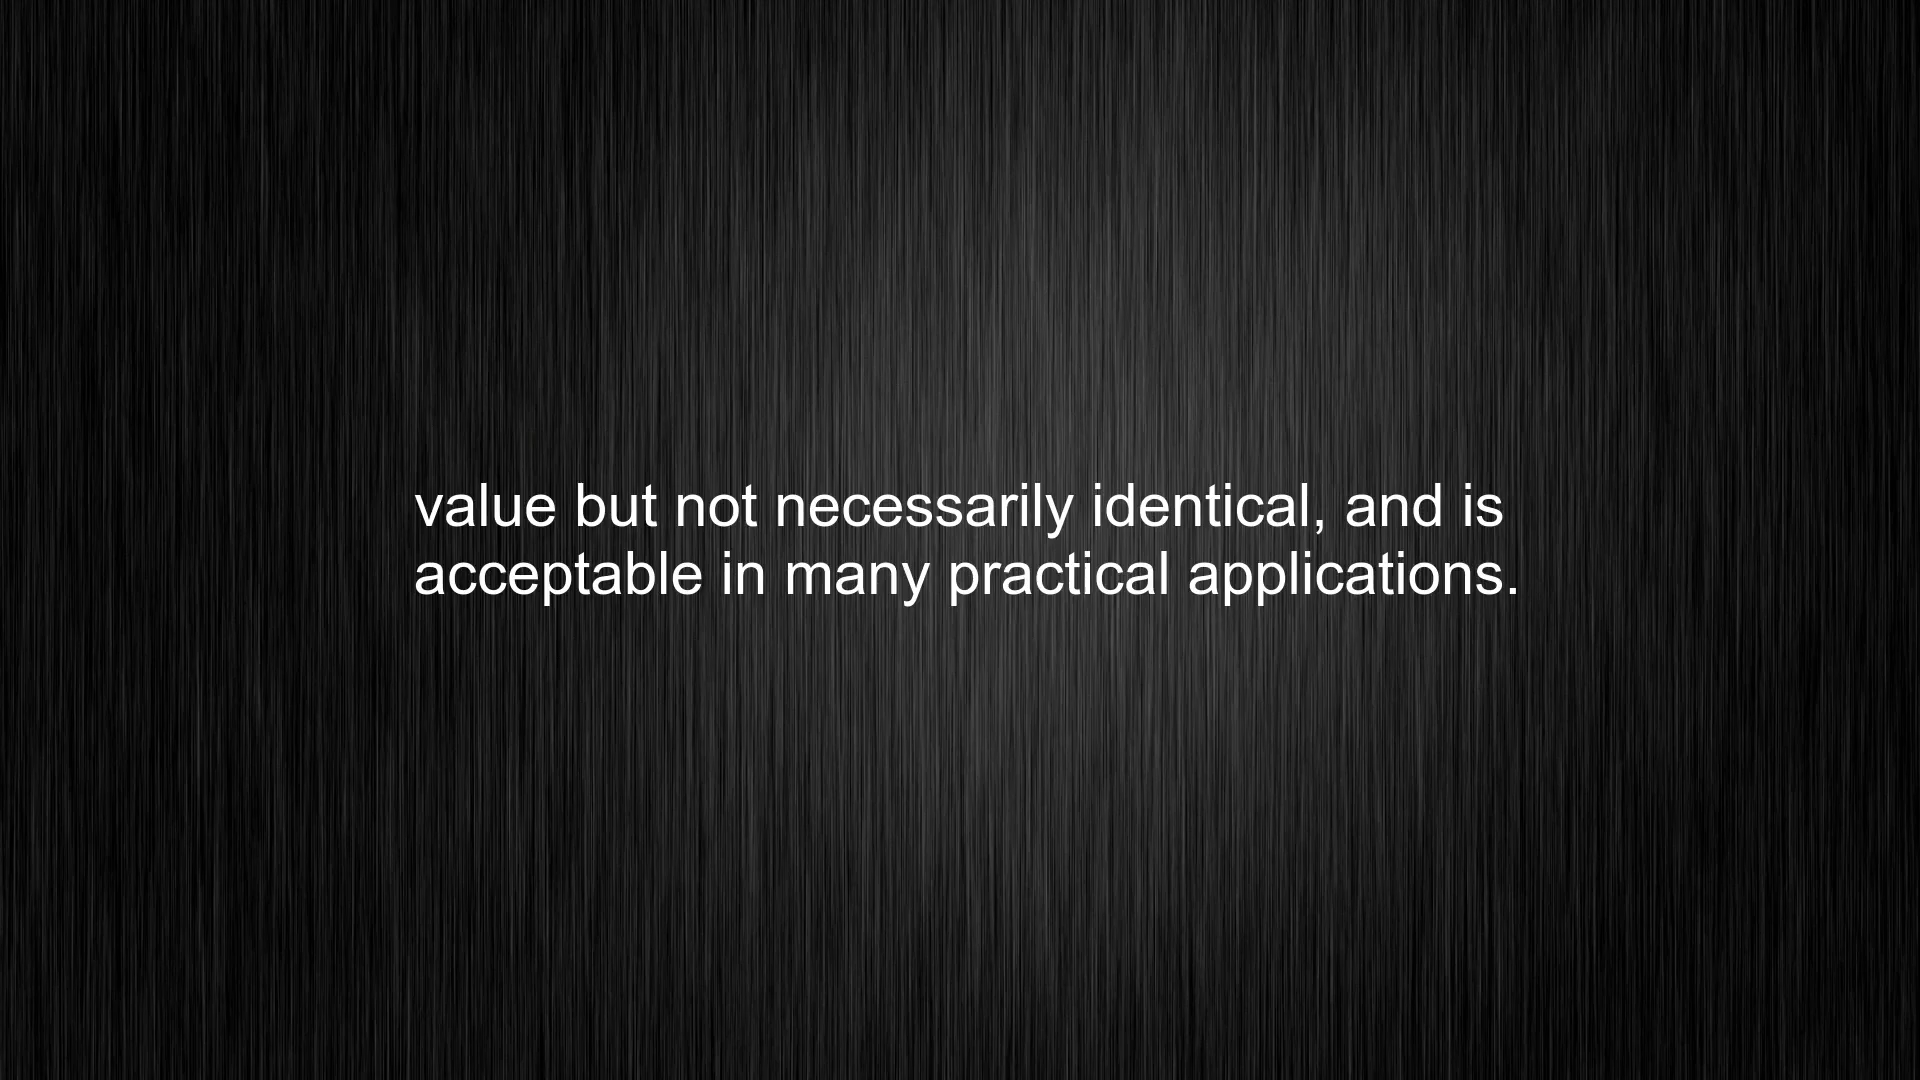 value but not necessarily identical, and is
acceptable in many practical applications.